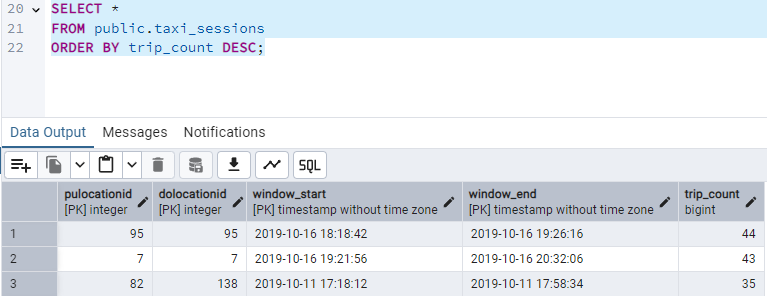 20 SELECT *
21 FROM public.taxi_sessions
22 ORDER BY trip_count DESC;
Data Output Messages Notifications
SQL
pulocationid dolocationid window_start window_end trip_count
[PK] integer [PK] integer [PK] timestamp without time zone [PK] timestamp without time zone bigint
1 95 95 2019-10-16 18:18:42 2019-10-16 19:26:16 44
2 7 7 2019-10-16 19:21:56 2019-10-16 20:32:06 43
3 82 138 2019-10-11 17:18:12 2019-10-11 17:58:34 35